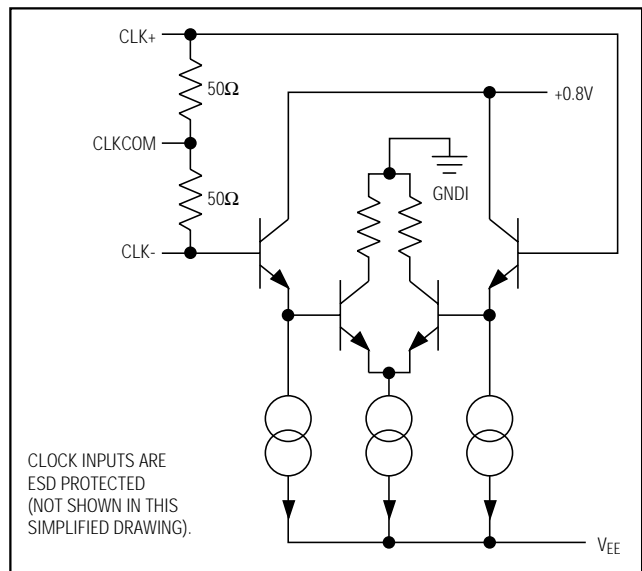 CLK+
50Ω
+0.8V
CLKCOM
GNDI
50Ω
CLK-
CLOCK INPUTS ARE
ESD PROTECTED
(NOT SHOWN IN THIS
SIMPLIFIED DRAWING).
VEE